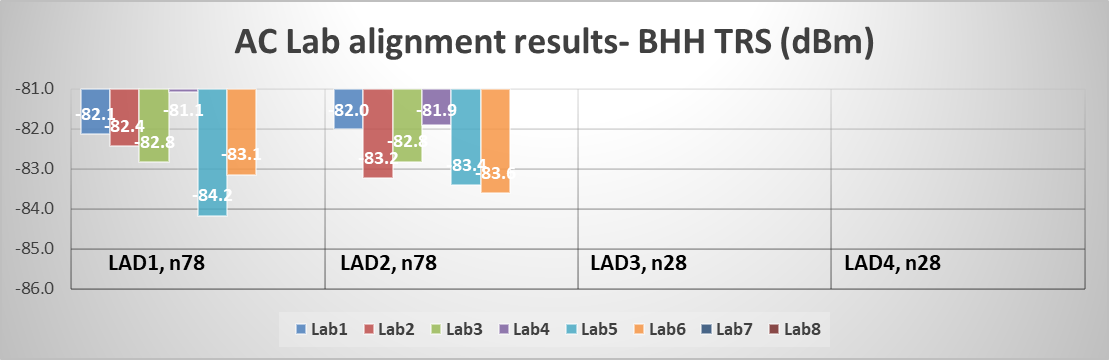 AC Lab alignment results- BHH TRS (dBm)
-81.0
-82.0
-83.0
-84.0
-85.0
-86.0
-82.1 -82.4 -82.8 -81.1 -84.2 -83.1
-82.0 -83.2 -82.8 -81.9 -83.4 -83.6
LAD1, n78 LAD2, n78 LAD3, n28 LAD4, n28
Lab1 Lab2 Lab3 Lab4 Lab5 Lab6 Lab7 Lab8